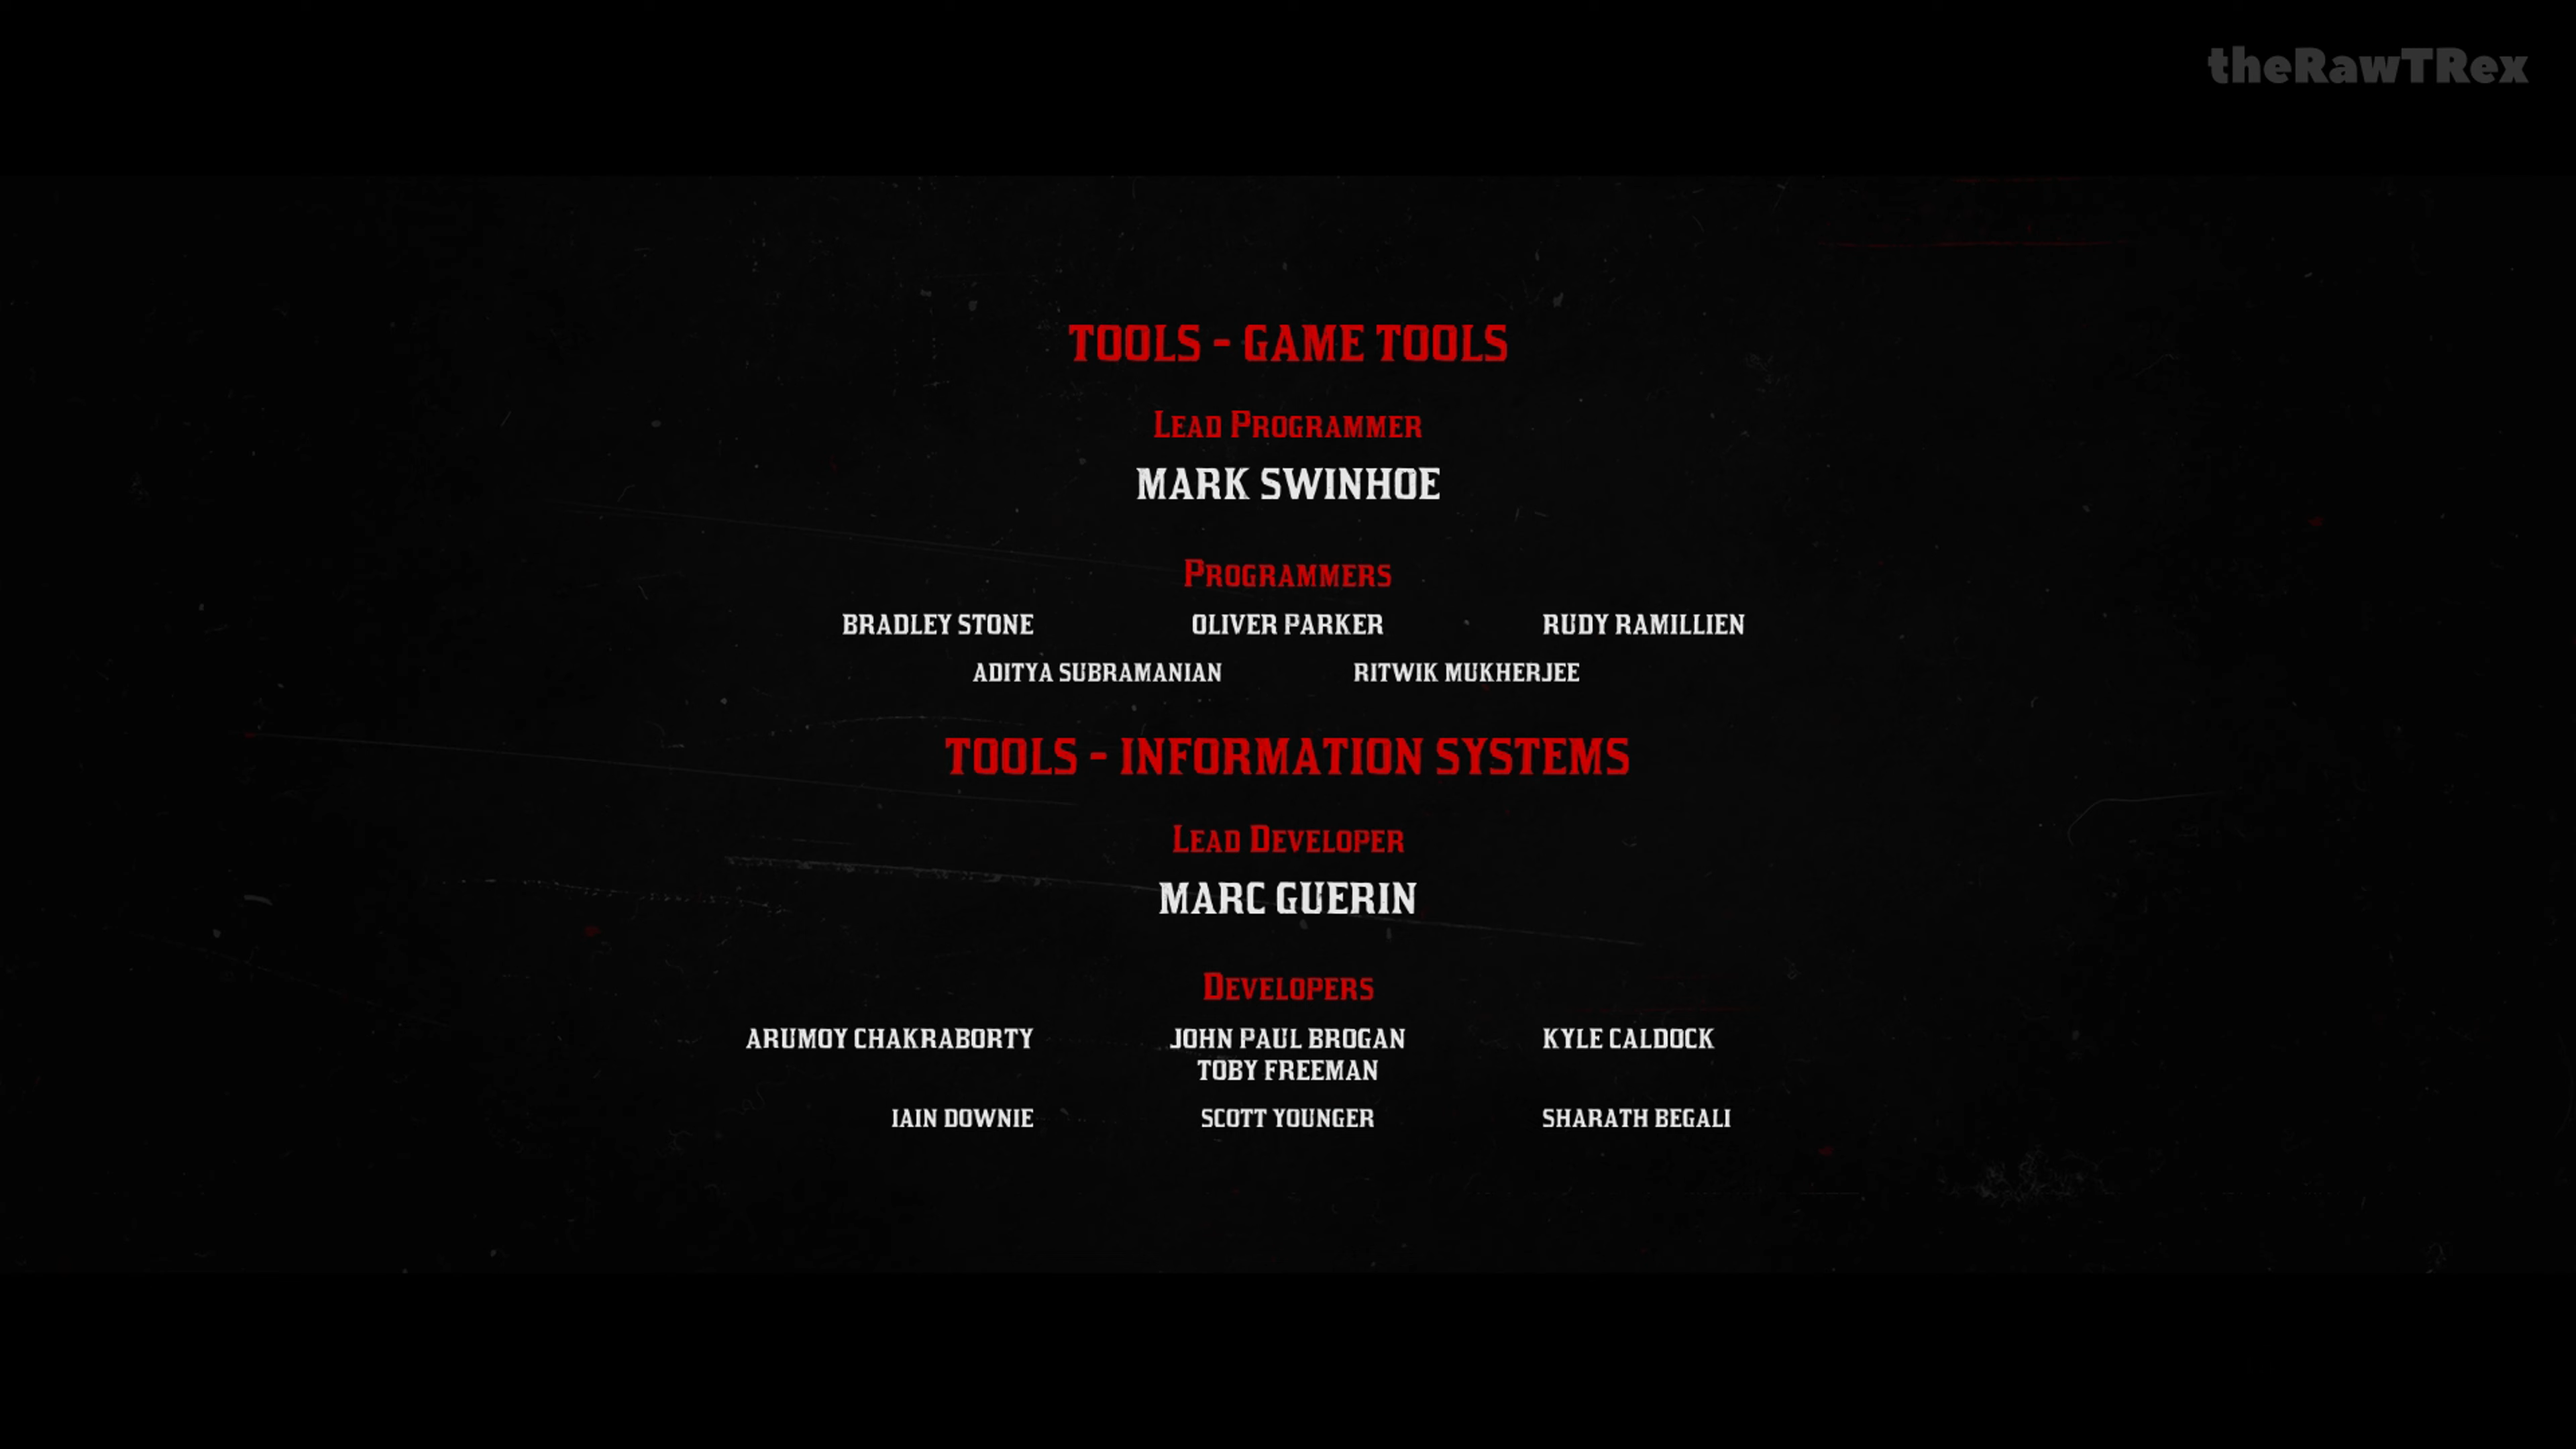 theRawTRex
TOOLS - GAME TOOLS
LEAD PROGRAMMER
MARK SWINHOE
PROGRAMMERS
BRADLEY STONE OLIVER PARKER RUDY RAMILLIEN
ADITYA SUBRAMANIAN RITWIK MUKHERJEE
TOOLS - INFORMATION SYSTEMS
LEAD DEVELOPER
MARC GUERIN
DEVELOPERS
ARUMOY CHAKRABORTY JOHN PAUL BROGAN KYLE CALDOCK
TOBY FREEMAN
IAIN DOWNIE SCOTT YOUNGER SHARATH BEGALI